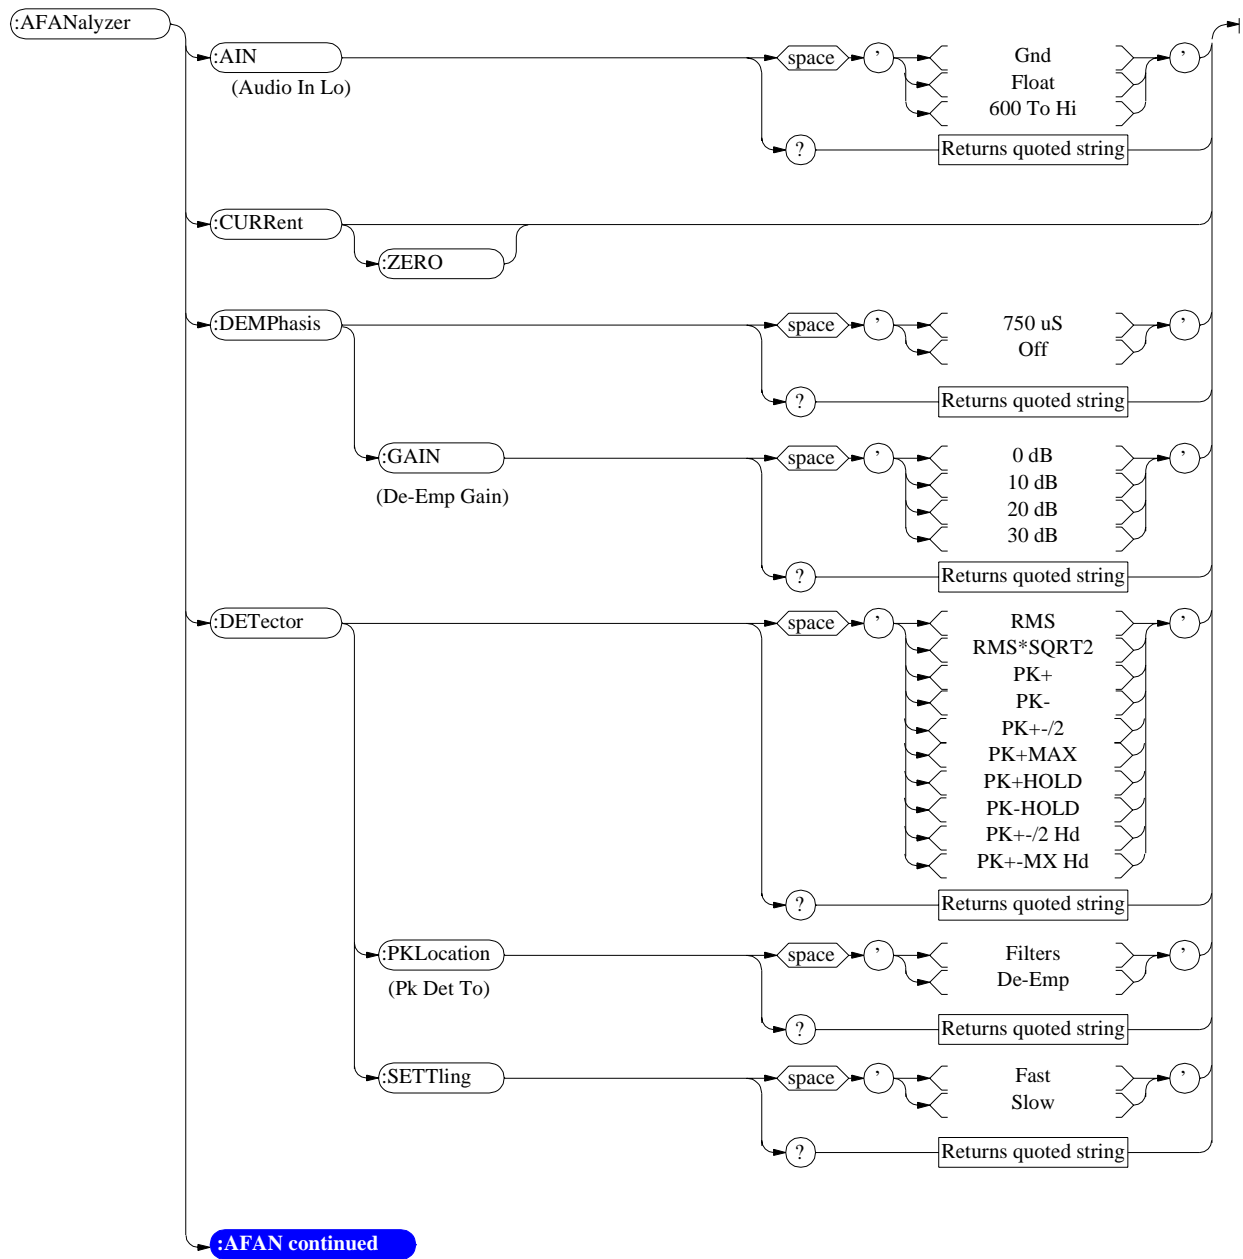 :AFANalyzer
:AIN
(Audio In Lo)
space
’
Gnd
Float
600 To Hi
’
?
Returns quoted string
:CURRent
:ZERO
:DEMPhasis
space
’
750 uS
Off
’
?
Returns quoted string
:GAIN
(De-Emp Gain)
space
’
0 dB
10 dB
20 dB
30 dB
’
?
Returns quoted string
:DETector
space
’
RMS
RMS*SQRT2
PK+
PK-
PK+-/2
PK+MAX
PK+HOLD
PK-HOLD
PK+-/2 Hd
PK+-MX Hd
’
?
Returns quoted string
:PKLocation
(Pk Det To)
space
’
Filters
De-Emp
’
?
Returns quoted string
:SETTling
space
’
Fast
Slow
’
?
Returns quoted string
:AFAN continued